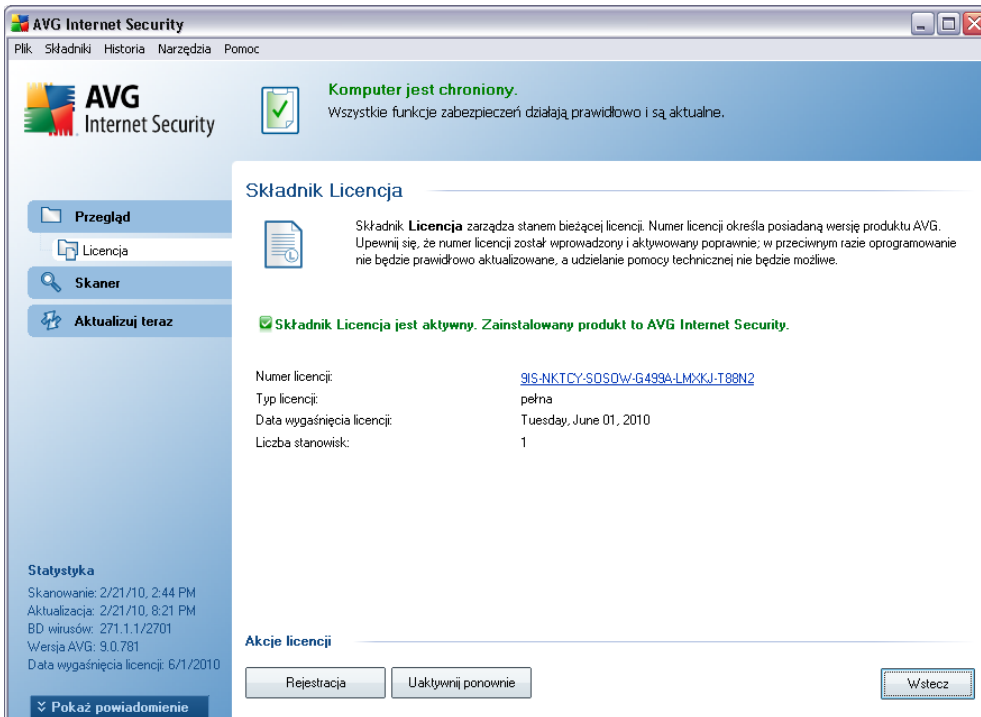 AVG Internet Security
Plik Składniki Historia Narzędzia Pomoc
AVG
Internet Security
Komputer jest chroniony.
Wszystkie funkcje zabezpieczeń działają prawidłowo i są aktualne.
Przegląd
Licencja
Skaner
Aktualizuj teraz
Składnik Licencja
Składnik Licencja zarządza stanem bieżącej licencji. Numer licencji określa posiadaną wersję produktu AVG.
Upewnij się, że numer licencji został wprowadzony i aktywowany poprawnie; w przeciwnym razie oprogramowanie
nie będzie prawidłowo aktualizowane, a udzielanie pomocy technicznej nie będzie możliwe.
Składnik Licencja jest aktywny. Zainstalowany produkt to AVG Internet Security.
Numer licencji: 9IS-NKTCY-SOSOW-G499A-LMXKJ-T88N2
Typ licencji: pełna
Data wygaśnięcia licencji: Tuesday, June 01, 2010
Liczba stanowisk: 1
Statystyka
Skanowanie: 2/21/10, 2:44 PM
Aktualizacja: 2/21/10, 8:21 PM
BD wirusów: 271.1.1/2701
Wersja AVG: 9.0.781
Data wygaśnięcia licencji: 6/1/2010
Pokaż powiadomienie
Akcje licencji
Rejestracja Uaktywnij ponownie Wstecz